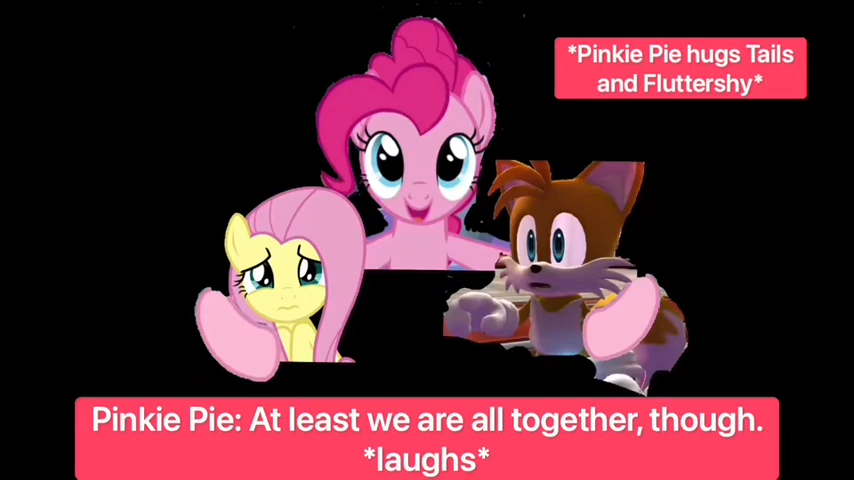 *Pinkie Pie hugs Tails
and Fluttershy*
Pinkie Pie: At least we are all together, though.
*laughs*